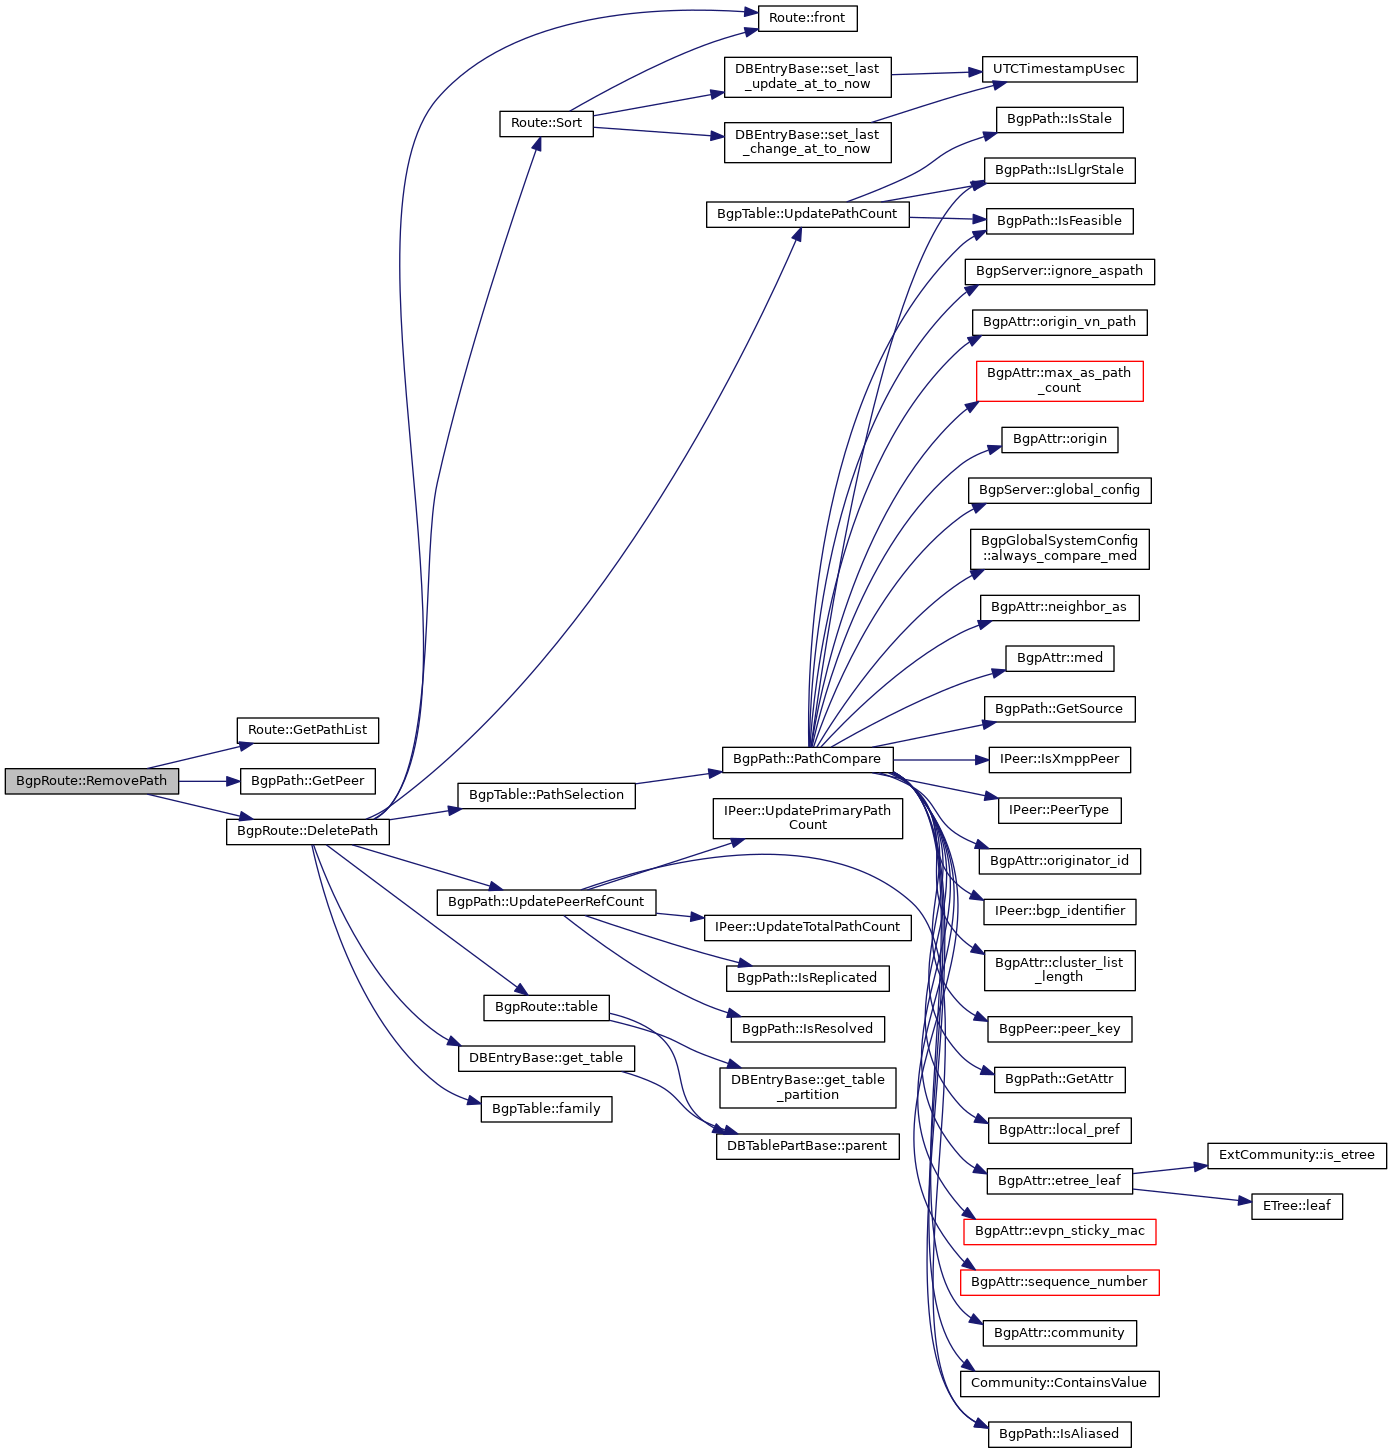 Route::front
DBEntryBase::set_last
_update_at_to_now
UTCTimestampUsec
Route::Sort
DBEntryBase::set_last
_change_at_to_now
BgpPath::IsStale
BgpPath::IsLlgrStale
BgpTable::UpdatePathCount
BgpPath::IsFeasible
BgpServer::ignore_aspath
BgpAttr::origin_vn_path
BgpAttr::max_as_path
_count
BgpAttr::origin
BgpServer::global_config
BgpGlobalSystemConfig
::always_compare_med
BgpAttr::neighbor_as
BgpAttr::med
BgpPath::GetSource
Route::GetPathList
BgpPath::PathCompare
IPeer::IsXmppPeer
BgpRoute::RemovePath
BgpPath::GetPeer
BgpTable::PathSelection
IPeer::PeerType
IPeer::UpdatePrimaryPath
Count
BgpRoute::DeletePath
BgpAttr::originator_id
BgpPath::UpdatePeerRefCount
IPeer::bgp_identifier
IPeer::UpdateTotalPathCount
BgpAttr::cluster_list
_length
BgpPath::IsReplicated
BgpRoute::table
BgpPath::IsResolved
BgpPeer::peer_key
DBEntryBase::get_table
DBEntryBase::get_table
_partition
BgpPath::GetAttr
BgpTable::family
BgpAttr::local_pref
DBTablePartBase::parent
ExtCommunity::is_etree
BgpAttr::etree_leaf
ETree::leaf
BgpAttr::evpn_sticky_mac
BgpAttr::sequence_number
BgpAttr::community
Community::ContainsValue
BgpPath::IsAliased